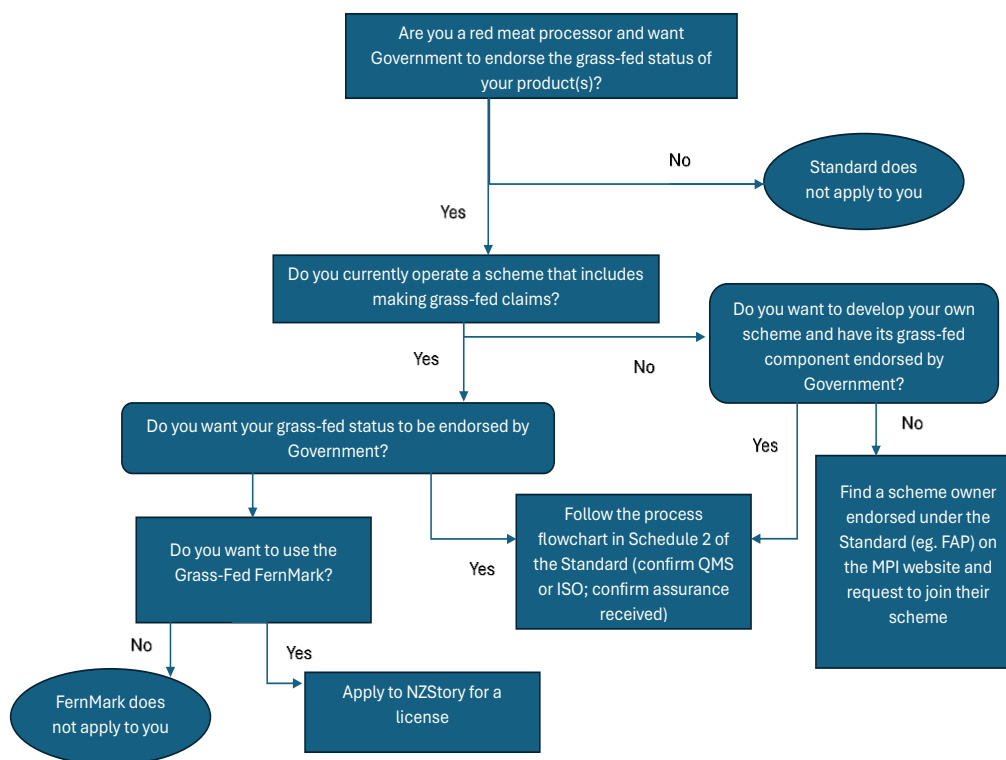 Are you a red meat processor and want
Government to endorse the grass-fed status of
your product(s)?
No
Standard does
not apply to you
Yes
Do you currently operate a scheme that includes
making grass-fed claims?
Do you want to develop your own
scheme and have its grass-fed
component endorsed by
Government?
Yes
No
Do you want your grass-fed status to be endorsed by
Government?
No
Yes
Find a scheme owner
endorsed under the
Standard (eg. FAP) on
the MPI website and
request to join their
scheme
Follow the process
flowchart in Schedule 2 of
the Standard (confirm QMS
or ISO; confirm assurance
received)
Do you want to use the
Grass-Fed FernMark?
Yes
No
Yes
FernMark does
not apply to you
Apply to NZStory for a
license